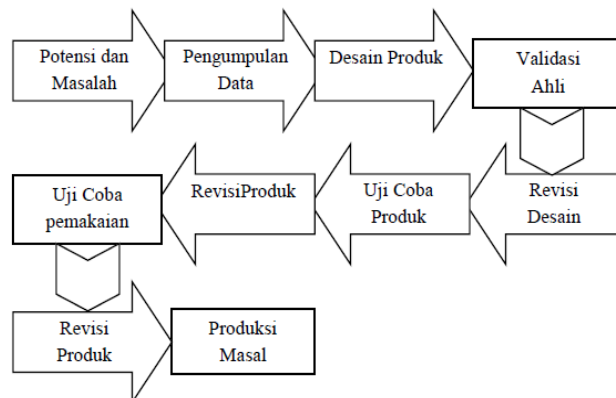 Potensi dan
Masalah
Pengumpulan
Data
Desain Produk
Validasi
Ahli
Revisi
Desain
Uji Coba
Produk
RevisiProduk
Uji Coba
pemakaian
Revisi
Produk
Produksi
Masal